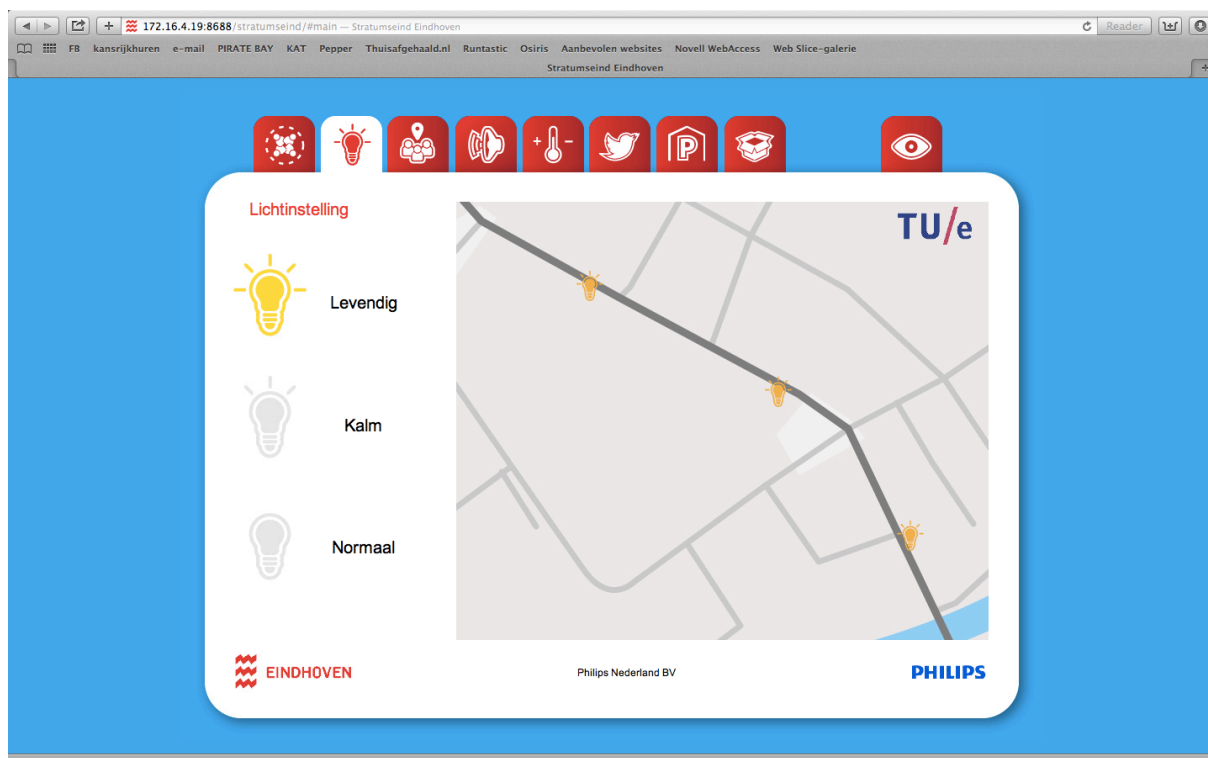 172.16.4.19:8688/stratumseind/#main — Stratumseind Eindhoven
Reader
FB kansrijkhuren e-mail PIRATE BAY KAT Pepper Thuisafgehaald.nl Runtastic Osiris Aanbevolen websites Novell WebAccess Web Slice-galerie
Stratumseind Eindhoven
P
Lichtinstelling
TU/e
Levendig
Kalm
Normaal
EINDHOVEN
Philips Nederland BV
PHILIPS